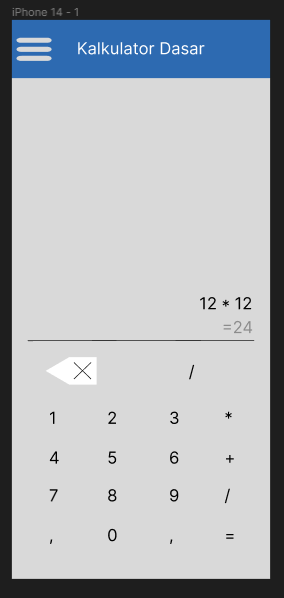 iPhone 14 - 1
Kalkulator Dasar
12 * 12
=24
/
1 2 3 *
4 5 6 +
7 8 9 /
, 0 , =